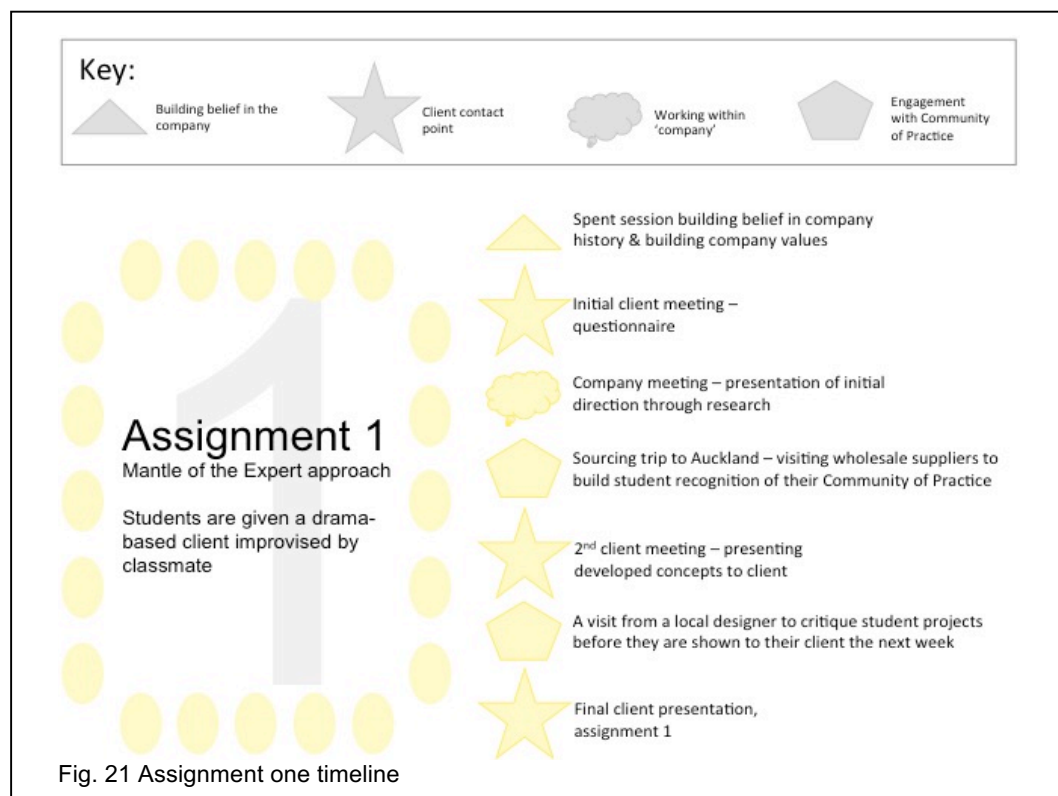 Key:
Building belief in the
company
Client contact
point
Working within
‘company’
Engagement
with Community
of Practice
1
Assignment 1
Mantle of the Expert approach
Students are given a drama-
based client improvised by
classmate
Spent session building belief in company
history & building company values
Initial client meeting –
questionnaire
Company meeting – presentation of initial
direction through research
Sourcing trip to Auckland – visiting wholesale suppliers to
build student recognition of their Community of Practice
2nd client meeting – presenting
developed concepts to client
A visit from a local designer to critique student projects
before they are shown to their client the next week
Final client presentation,
assignment 1
Fig. 21 Assignment one timeline